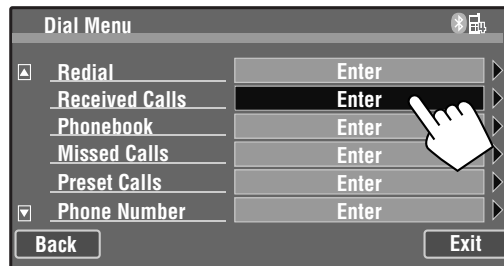 Dial Menu
Redial Enter
Received Calls Enter
Phonebook Enter
Missed Calls Enter
Preset Calls Enter
Phone Number Enter
Back Exit